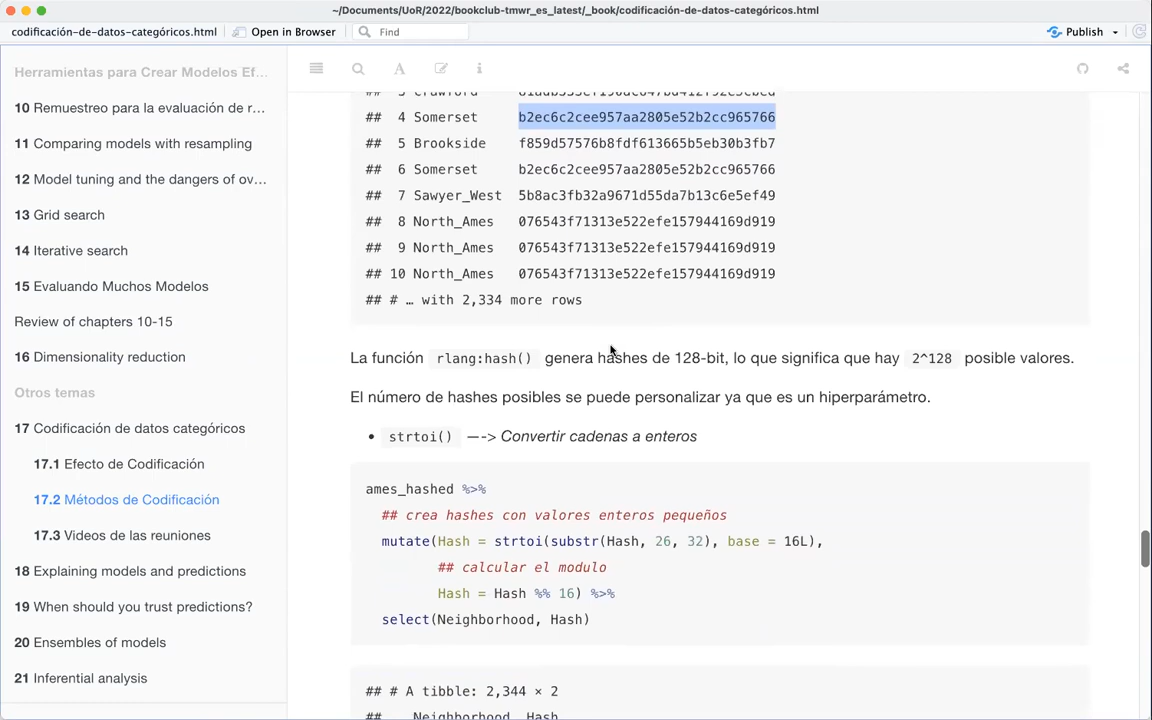 ~/Documents/UoR/2022/bookclub-tmwr_es_latest/_book/codificación-de-datos-categóricos.html
codificación-de-datos-categóricos.html
Open in Browser
Find
Publish
Herramientas para Crear Modelos Ef...
10 Remuestreo para la evaluación de r...
11 Comparing models with resampling
12 Model tuning and the dangers of ov...
13 Grid search
14 Iterative search
15 Evaluando Muchos Modelos
Review of chapters 10-15
16 Dimensionality reduction
Otros temas
17 Codificación de datos categóricos
17.1 Efecto de Codificación
17.2 Métodos de Codificación
17.3 Videos de las reuniones
18 Explaining models and predictions
19 When should you trust predictions?
20 Ensembles of models
21 Inferential analysis
## 4 Somerset b2ec6c2cee957aa2805e52b2cc965766
## 5 Brookside f859d57576b8fdf613665b5eb30b3fb7
## 6 Somerset b2ec6c2cee957aa2805e52b2cc965766
## 7 Sawyer_West 5b8ac3fb32a9671d55da7b13c6e5ef49
## 8 North_Ames 076543f71313e522efe157944169d919
## 9 North_Ames 076543f71313e522efe157944169d919
## 10 North_Ames 076543f71313e522efe157944169d919
## # … with 2,334 more rows
La función rlang:hash() genera hashes de 128-bit, lo que significa que hay 2^128 posible valores.
El número de hashes posibles se puede personalizar ya que es un hiperparámetro.
• strtoi() —-> Convertir cadenas a enteros
ames_hashed %>%
## crea hashes con valores enteros pequeños
mutate(Hash = strtoi(substr(Hash, 26, 32), base = 16L),
## calcular el modulo
Hash = Hash %% 16) %>%
select(Neighborhood, Hash)
## # A tibble: 2,344 × 2
## Neighborhood Hash